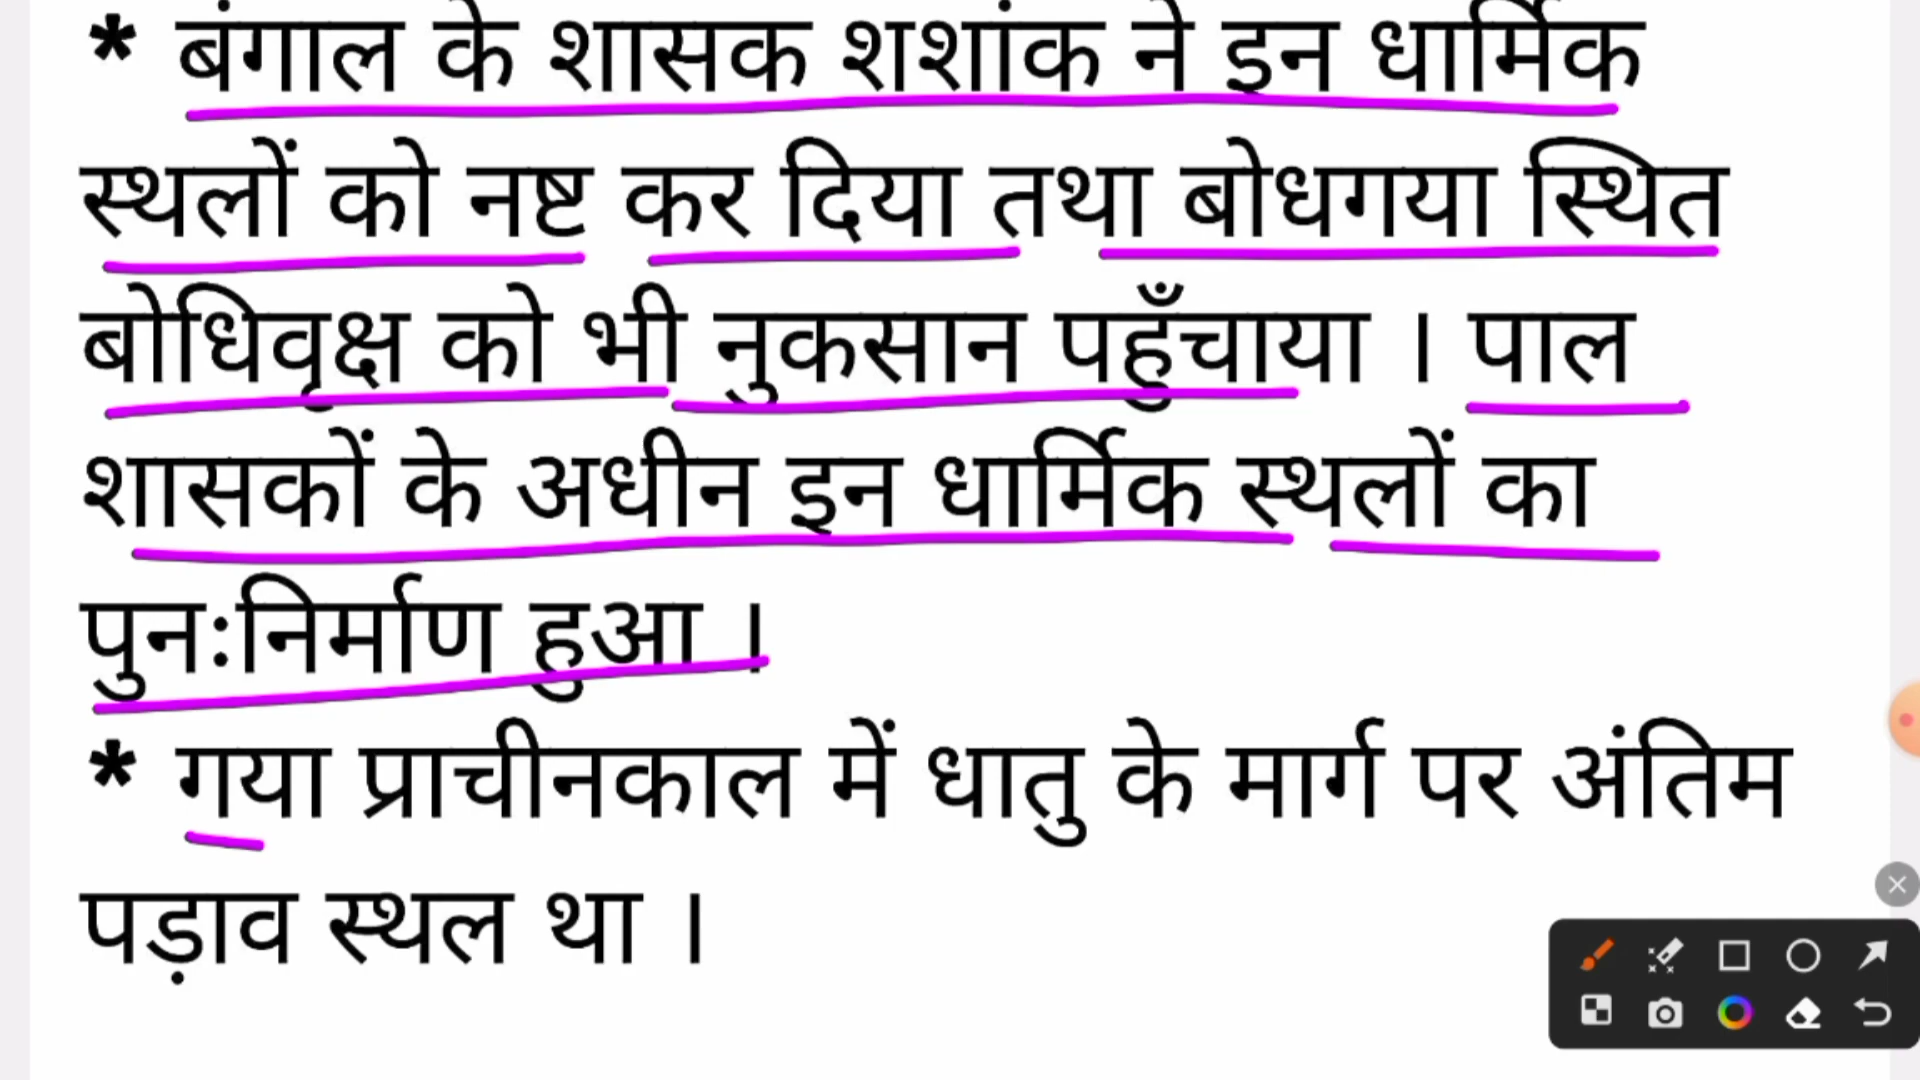 * बंगाल के शासक शशांक ने इन धार्मिक
स्थलों को नष्ट कर दिया तथा बोधगया स्थित
बोधिवृक्ष को भी नुकसान पहुँचाया । पाल
शासकों के अधीन इन धार्मिक स्थलों का
पुनःनिर्माण हुआ ।
* गया प्राचीनकाल में धातु के मार्ग पर अंतिम
पड़ाव स्थल था ।